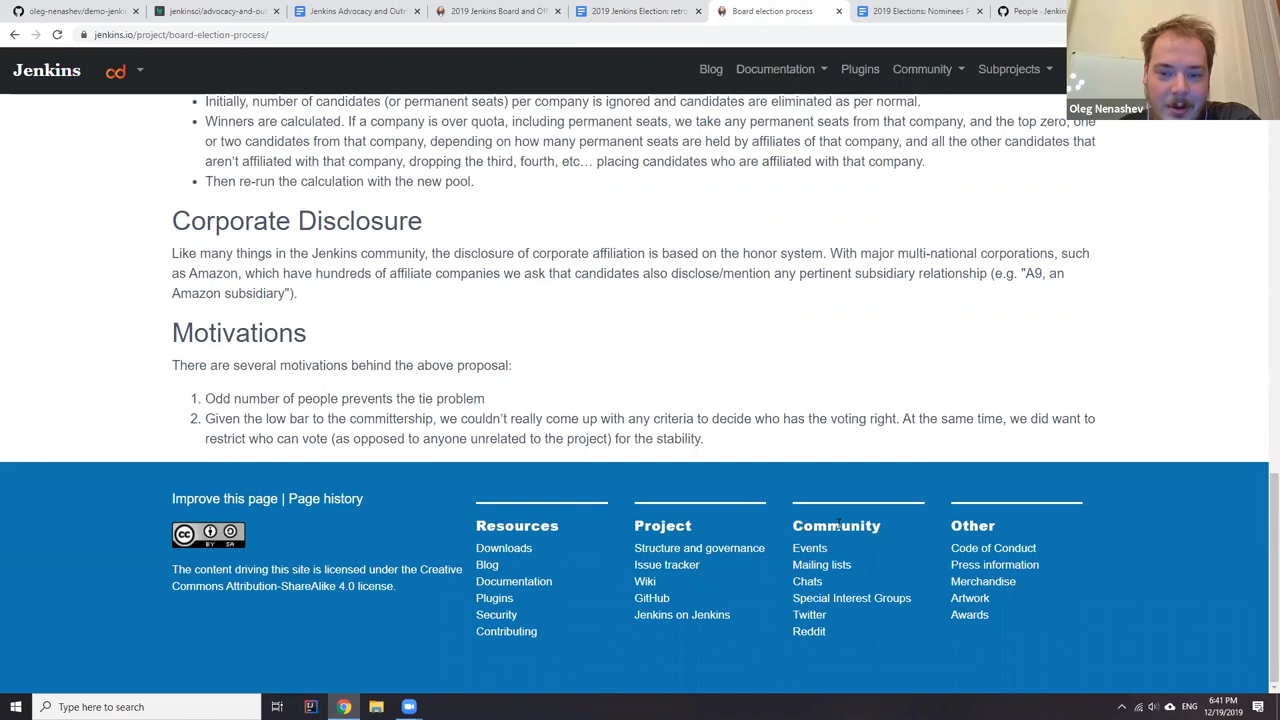 oleg-nenashev/demo-jenk
jenkinsci/advocacy-and-out
Jenkins Advocacy and Outr
2019 Jenkins Board and Off
2019 Jenkins Election: retro
Board election process
2019 Elections: Nominees P
People · Jenkin
jenkins.io/project/board-election-process/
Jenkins
cd
Blog
Documentation
Plugins
Community
Subprojects
Oleg Nenashev
Initially, number of candidates (or permanent seats) per company is ignored and candidates are eliminated as per normal.
Winners are calculated. If a company is over quota, including permanent seats, we take any permanent seats from that company, and the top zero, one
or two candidates from that company, depending on how many permanent seats are held by affiliates of that company, and all the other candidates that
aren't affiliated with that company, dropping the third, fourth, etc… placing candidates who are affiliated with that company.
Then re-run the calculation with the new pool.
Corporate Disclosure
Like many things in the Jenkins community, the disclosure of corporate affiliation is based on the honor system. With major multi-national corporations, such
as Amazon, which have hundreds of affiliate companies we ask that candidates also disclose/mention any pertinent subsidiary relationship (e.g. "A9, an
Amazon subsidiary").
Motivations
There are several motivations behind the above proposal:
1. Odd number of people prevents the tie problem
2. Given the low bar to the committership, we couldn't really come up with any criteria to decide who has the voting right. At the same time, we did want to
restrict who can vote (as opposed to anyone unrelated to the project) for the stability.
Improve this page | Page history
BY SA
The content driving this site is licensed under the Creative
Commons Attribution-ShareAlike 4.0 license.
Resources
Downloads
Blog
Documentation
Plugins
Security
Contributing
Project
Structure and governance
Issue tracker
Wiki
GitHub
Jenkins on Jenkins
Community
Events
Mailing lists
Chats
Special Interest Groups
Twitter
Reddit
Other
Code of Conduct
Press information
Merchandise
Artwork
Awards
Type here to search
ENG
6:41 PM
12/19/2019